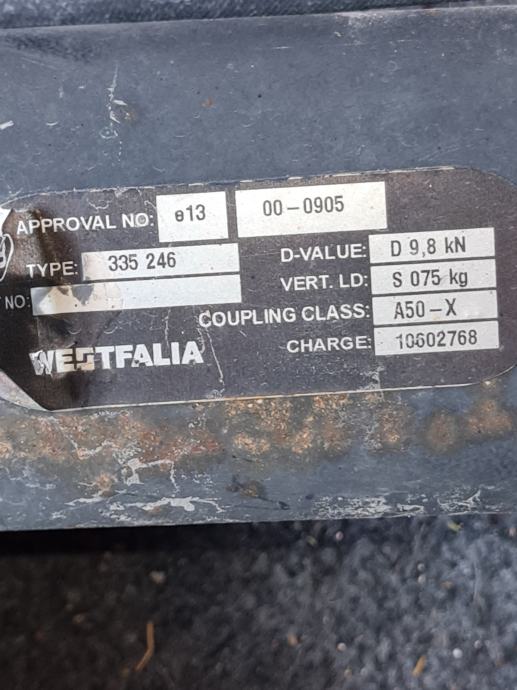 APPROVAL NO: e13 00-0905
TYPE: 335 246 D-VALUE: D 9,8 kN
NO: VERT. LD: S 075 kg
COUPLING CLASS: A50-X
WESTFALIA CHARGE: 10602768